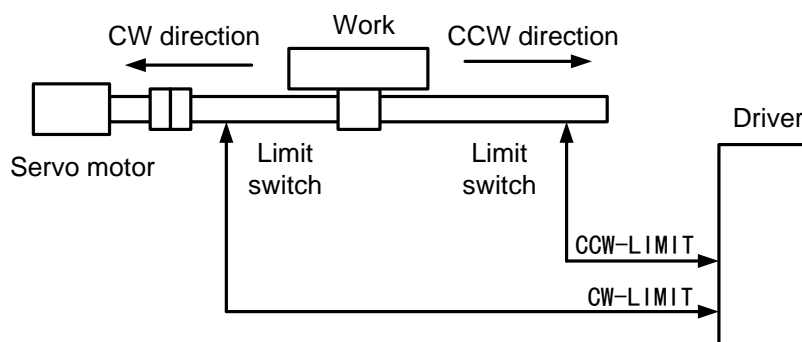 CW direction
Work
CCW direction
Driver
Servo motor
Limit
switch
Limit
switch
CCW-LIMIT
CW-LIMIT